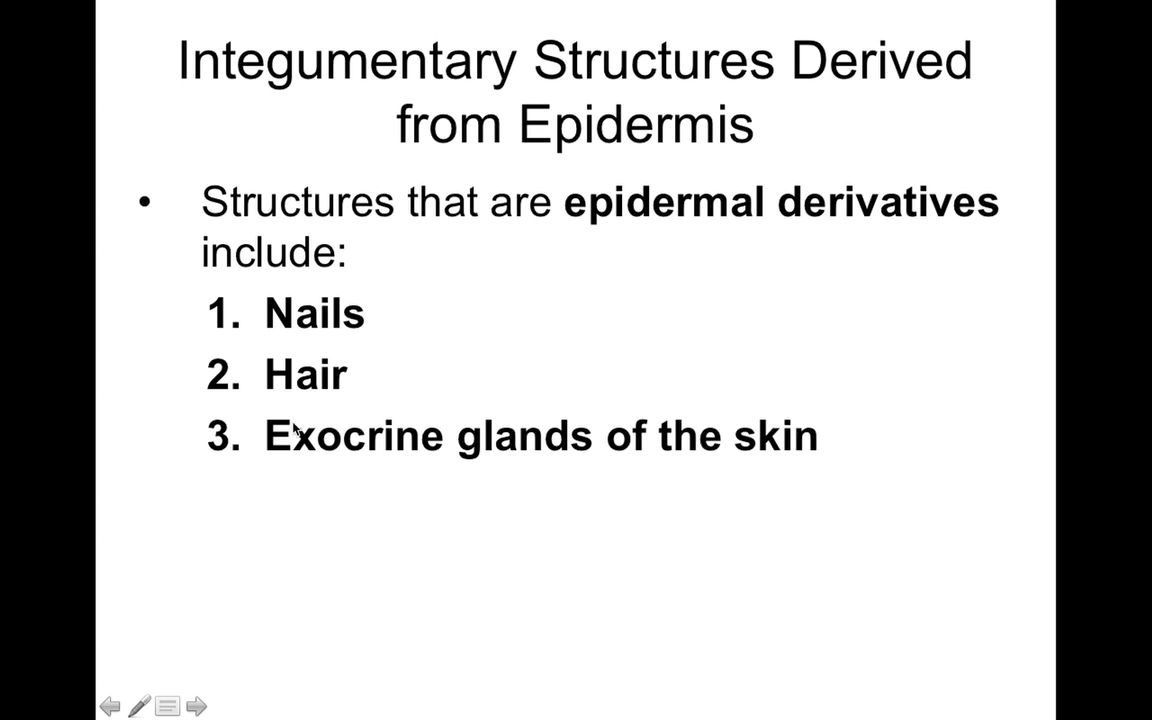 Integumentary Structures Derived
from Epidermis
• Structures that are epidermal derivatives
include:
1. Nails
2. Hair
3. Exocrine glands of the skin